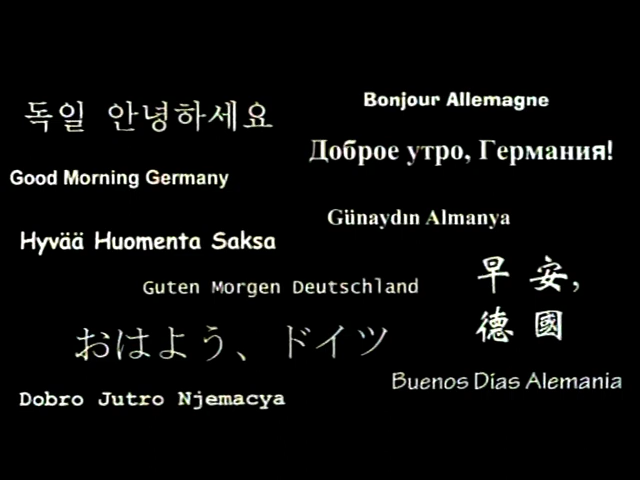 Bonjour Allemagne
독일 안녕하세요
Доброе утро, Германия!
Good Morning Germany
Günaydın Almanya
Hyvää Huomenta Saksa
早安,
德國
Guten Morgen Deutschland
おはよう、ドイツ
Buenos Días Alemania
Dobro Jutro Njemacya